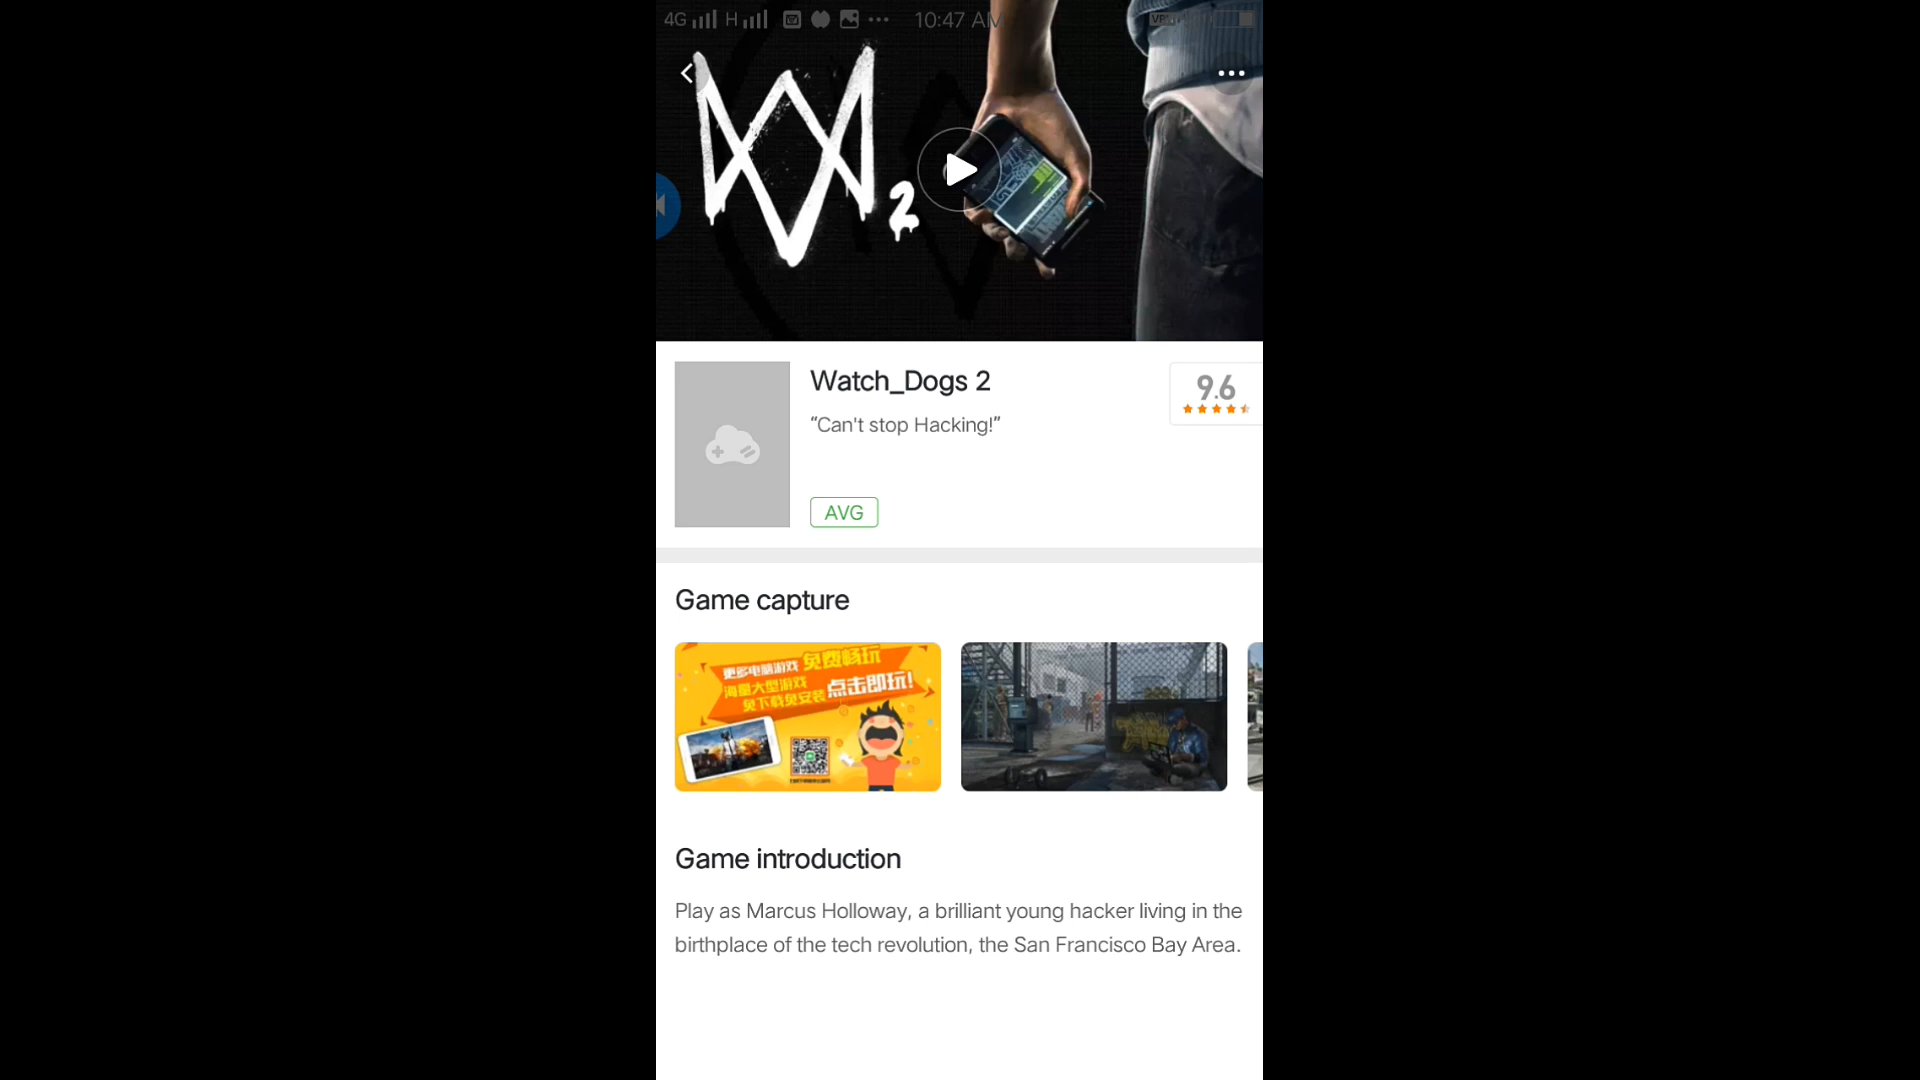 4G H 10:47 AM
2
Watch_Dogs 2
9.6
“Can't stop Hacking!”
AVG
Game capture
更多电脑游戏 免费畅玩
海量大型游戏 点击即玩!
免下载免安装
Game introduction
Play as Marcus Holloway, a brilliant young hacker living in the
birthplace of the tech revolution, the San Francisco Bay Area.